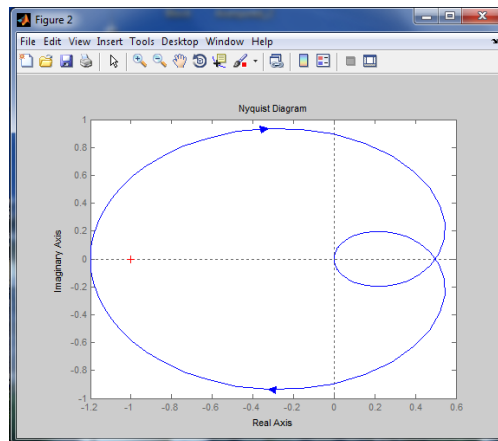 Figure 2
File Edit View Insert Tools Desktop Window Help
Nyquist Diagram
1
0.8
0.6
0.4
0.2
0
-0.2
-0.4
-0.6
-0.8
-1
-1.2 -1 -0.8 -0.6 -0.4 -0.2 0 0.2 0.4 0.6
Real Axis
Imaginary Axis